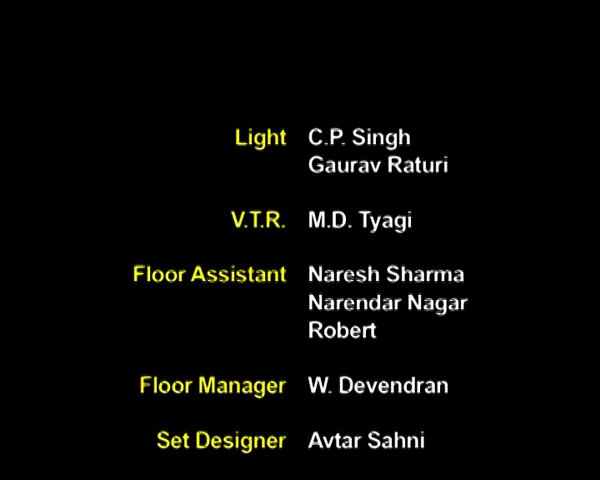 Light C.P. Singh
Gaurav Raturi
V.T.R. M.D. Tyagi
Floor Assistant Naresh Sharma
Narendar Nagar
Robert
Floor Manager W. Devendran
Set Designer Avtar Sahni